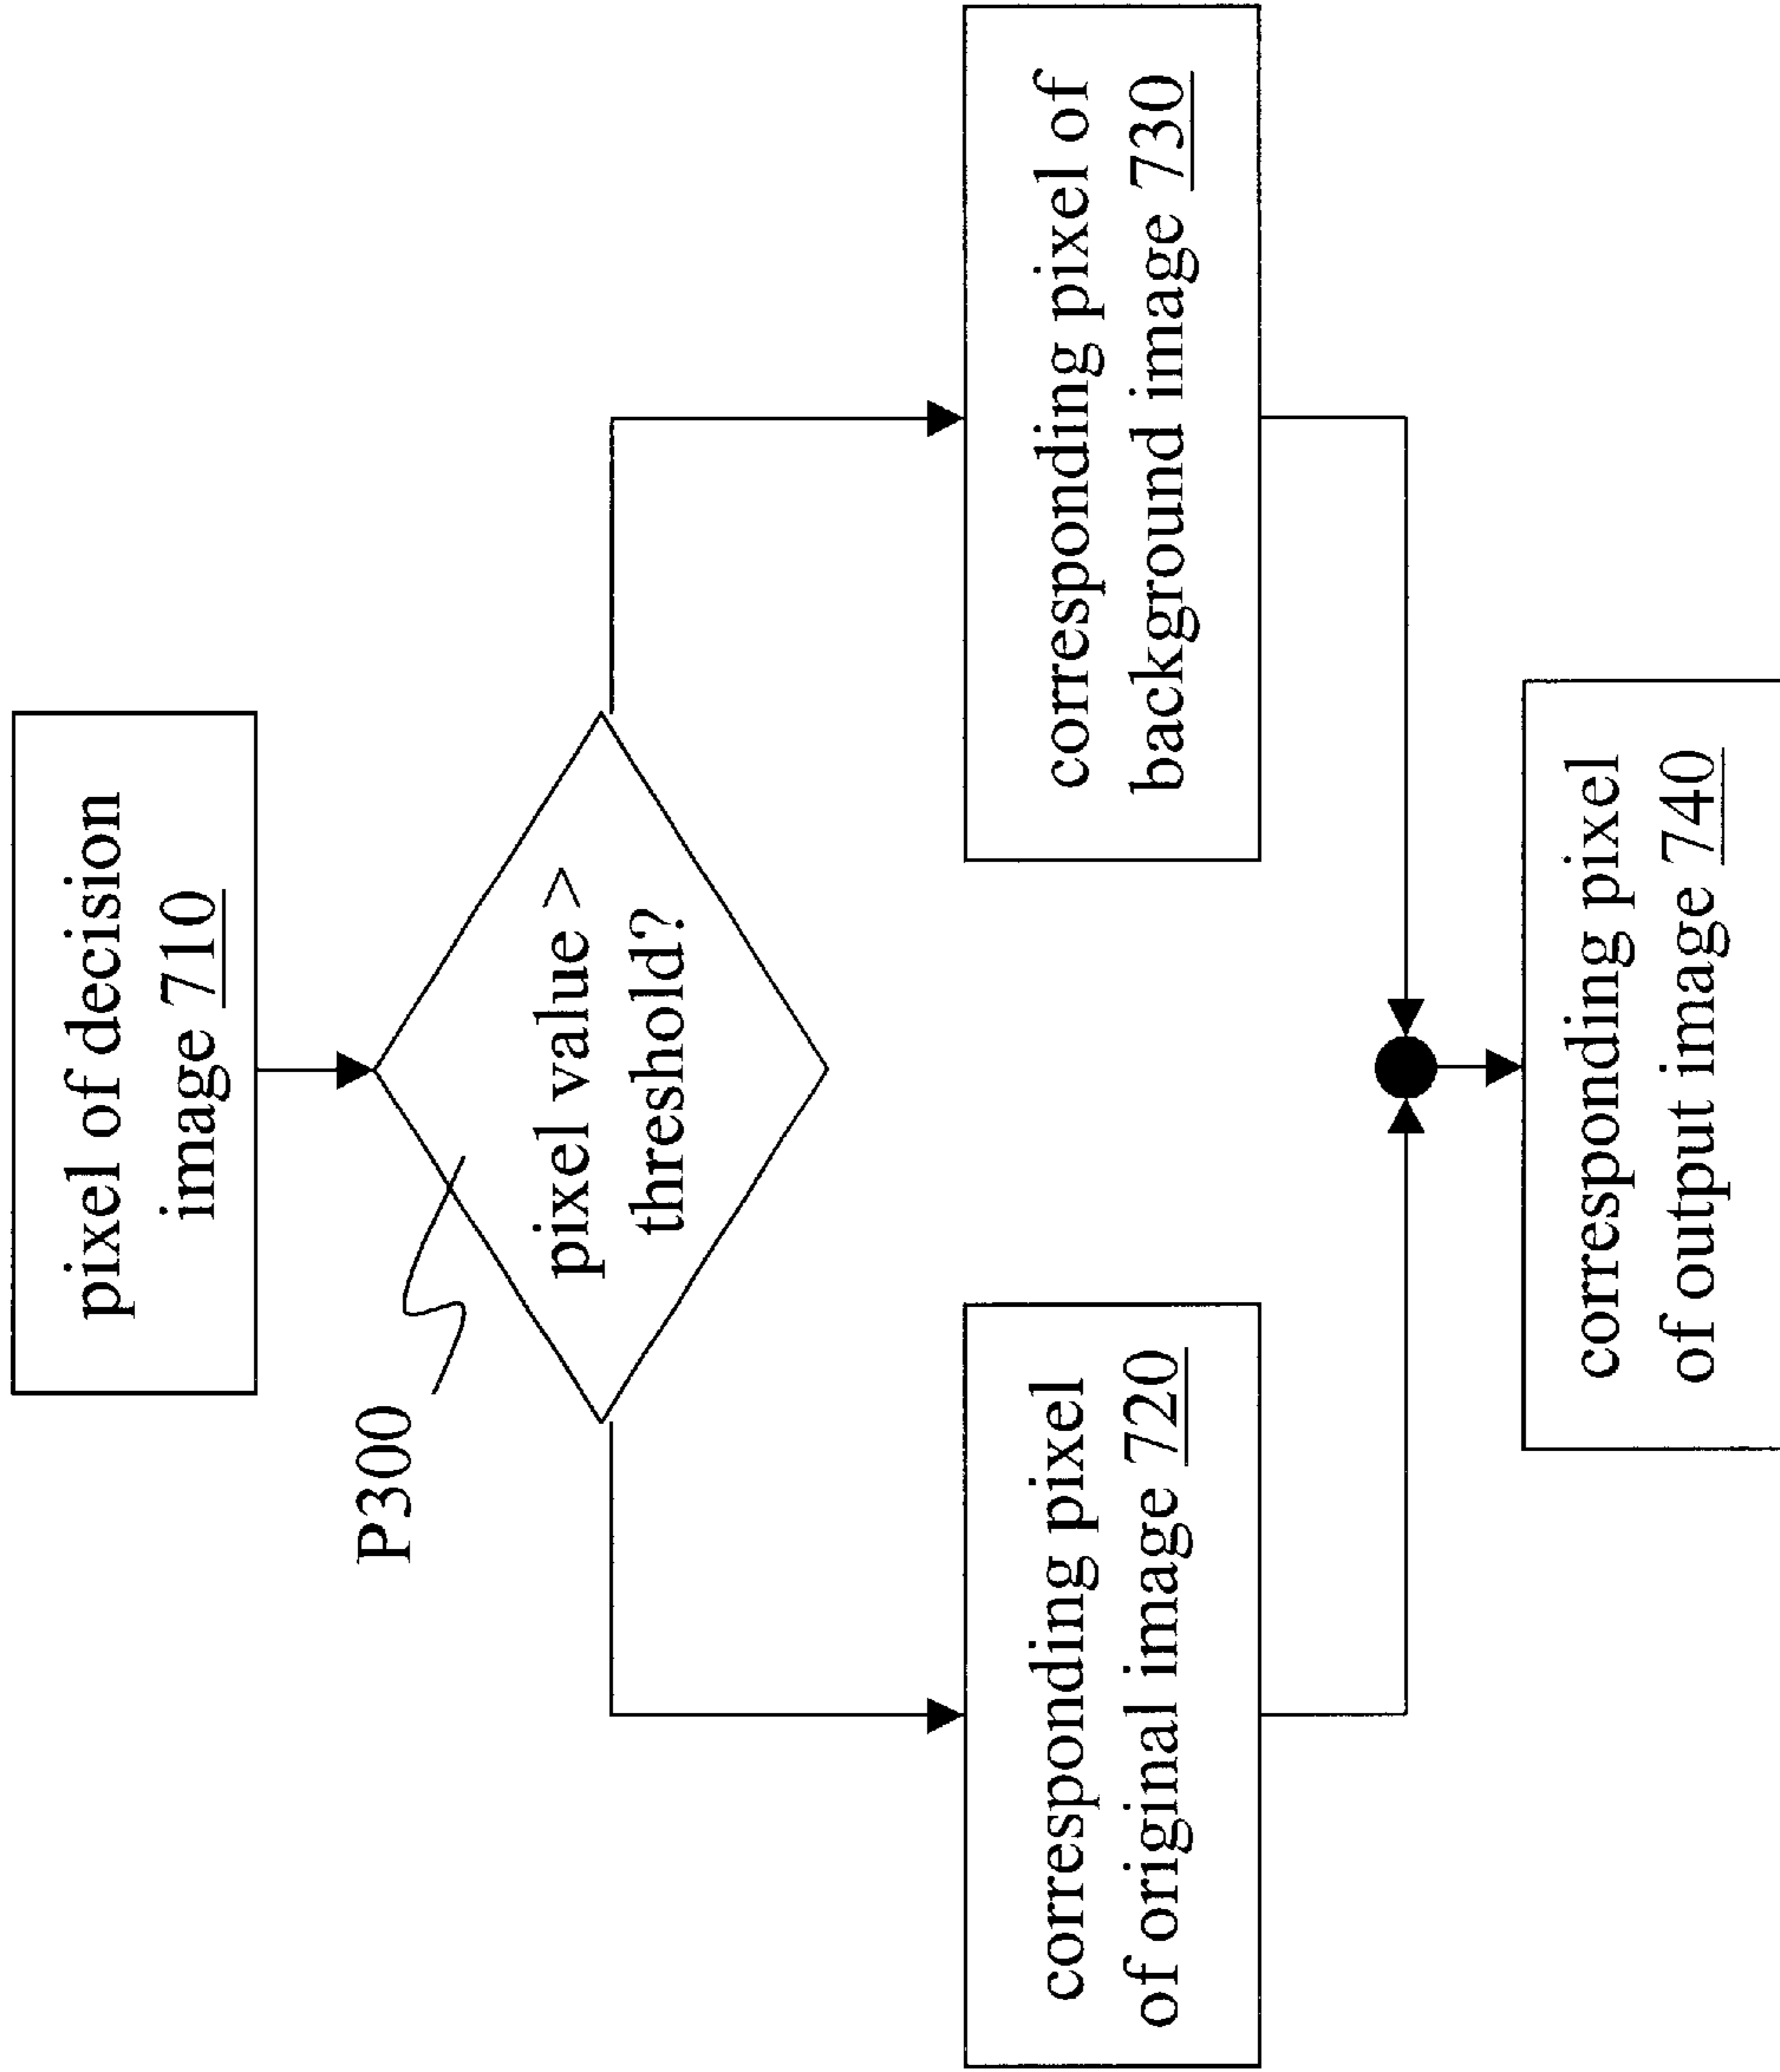 pixel of decision
image 710
P300
pixel value >
threshold?
corresponding pixel
of original image 720
corresponding pixel of
background image 730
corresponding pixel
of output image 740